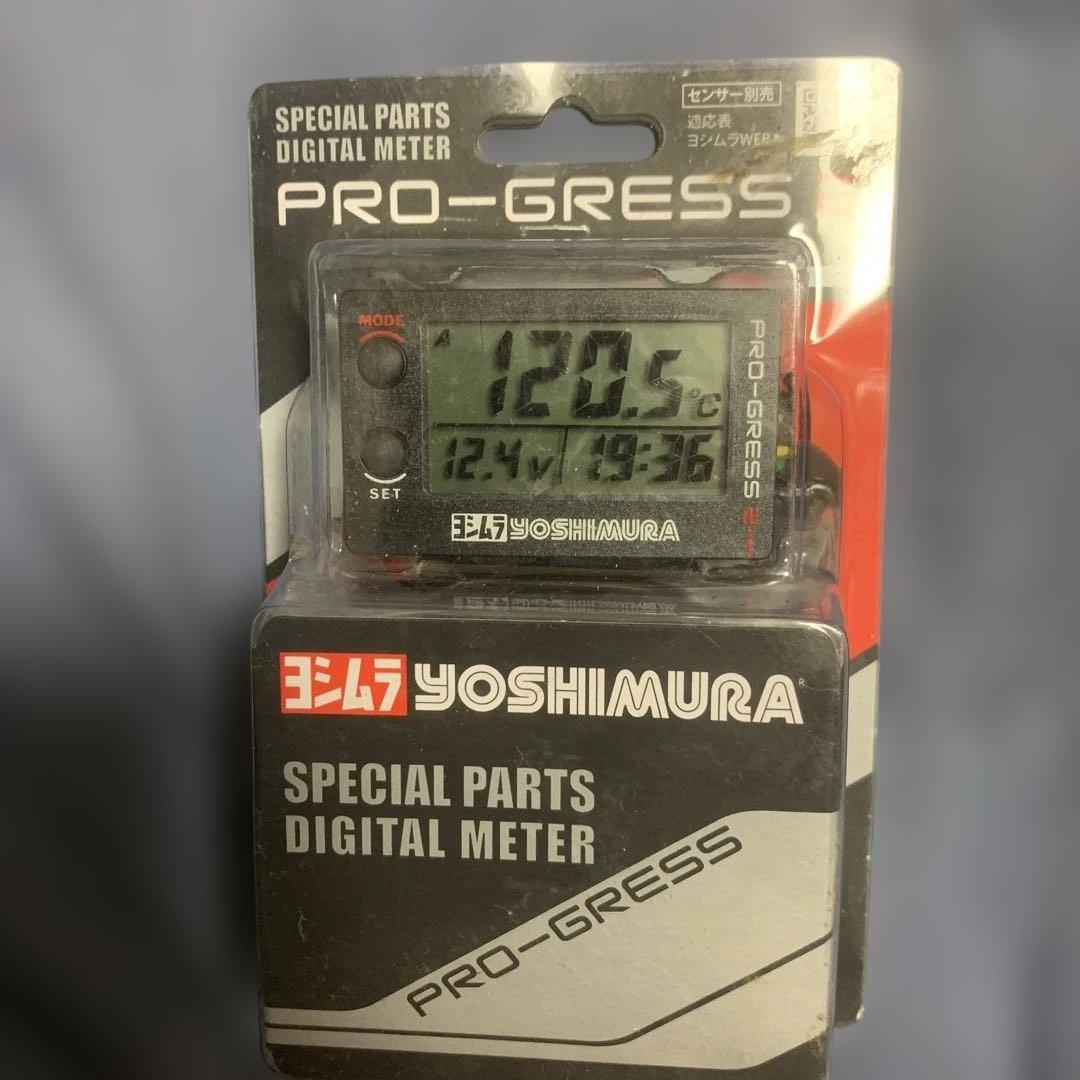 SPECIAL PARTS
DIGITAL METER
PRO-GRESS
センサー別売
適応表
ヨシムラWEB
MODE
SET
A
120.5℃
12.4v
19:36
PRO-GRESS 2
ヨシムラ YOSHIMURA
ヨシムラ YOSHIMURA
R
SPECIAL PARTS
DIGITAL METER
PRO-GRESS